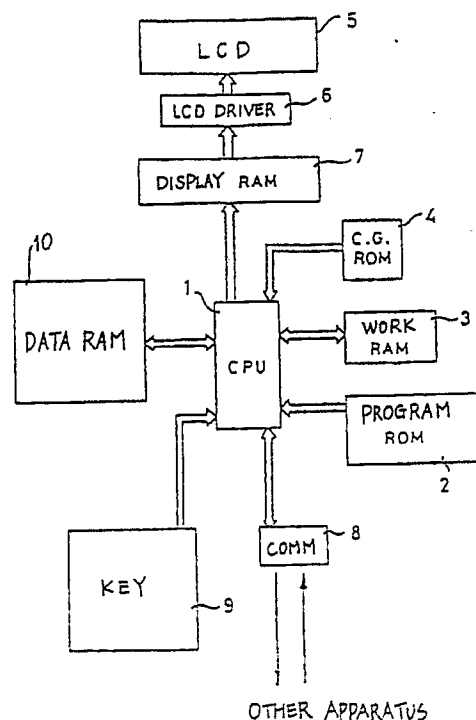 5
LCD
6
LCD DRIVER
7
DISPLAY RAM
4
C.G.
ROM
10
1
3
DATA RAM
CPU
WORK
RAM
PROGRAM
ROM
2
8
COMM
KEY
9
OTHER APPARATUS